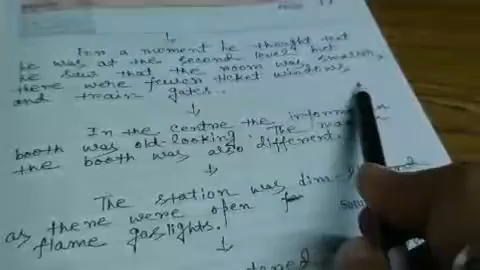 For a moment he thought that
he was at the second level but
he saw that the room was smaller,
there were fewer ticket windows
and train gates.
↓
In the centre the
booth was old-looking. The
the booth was also different.
↓
The station was dim
as there were open
flame gaslights.
↓